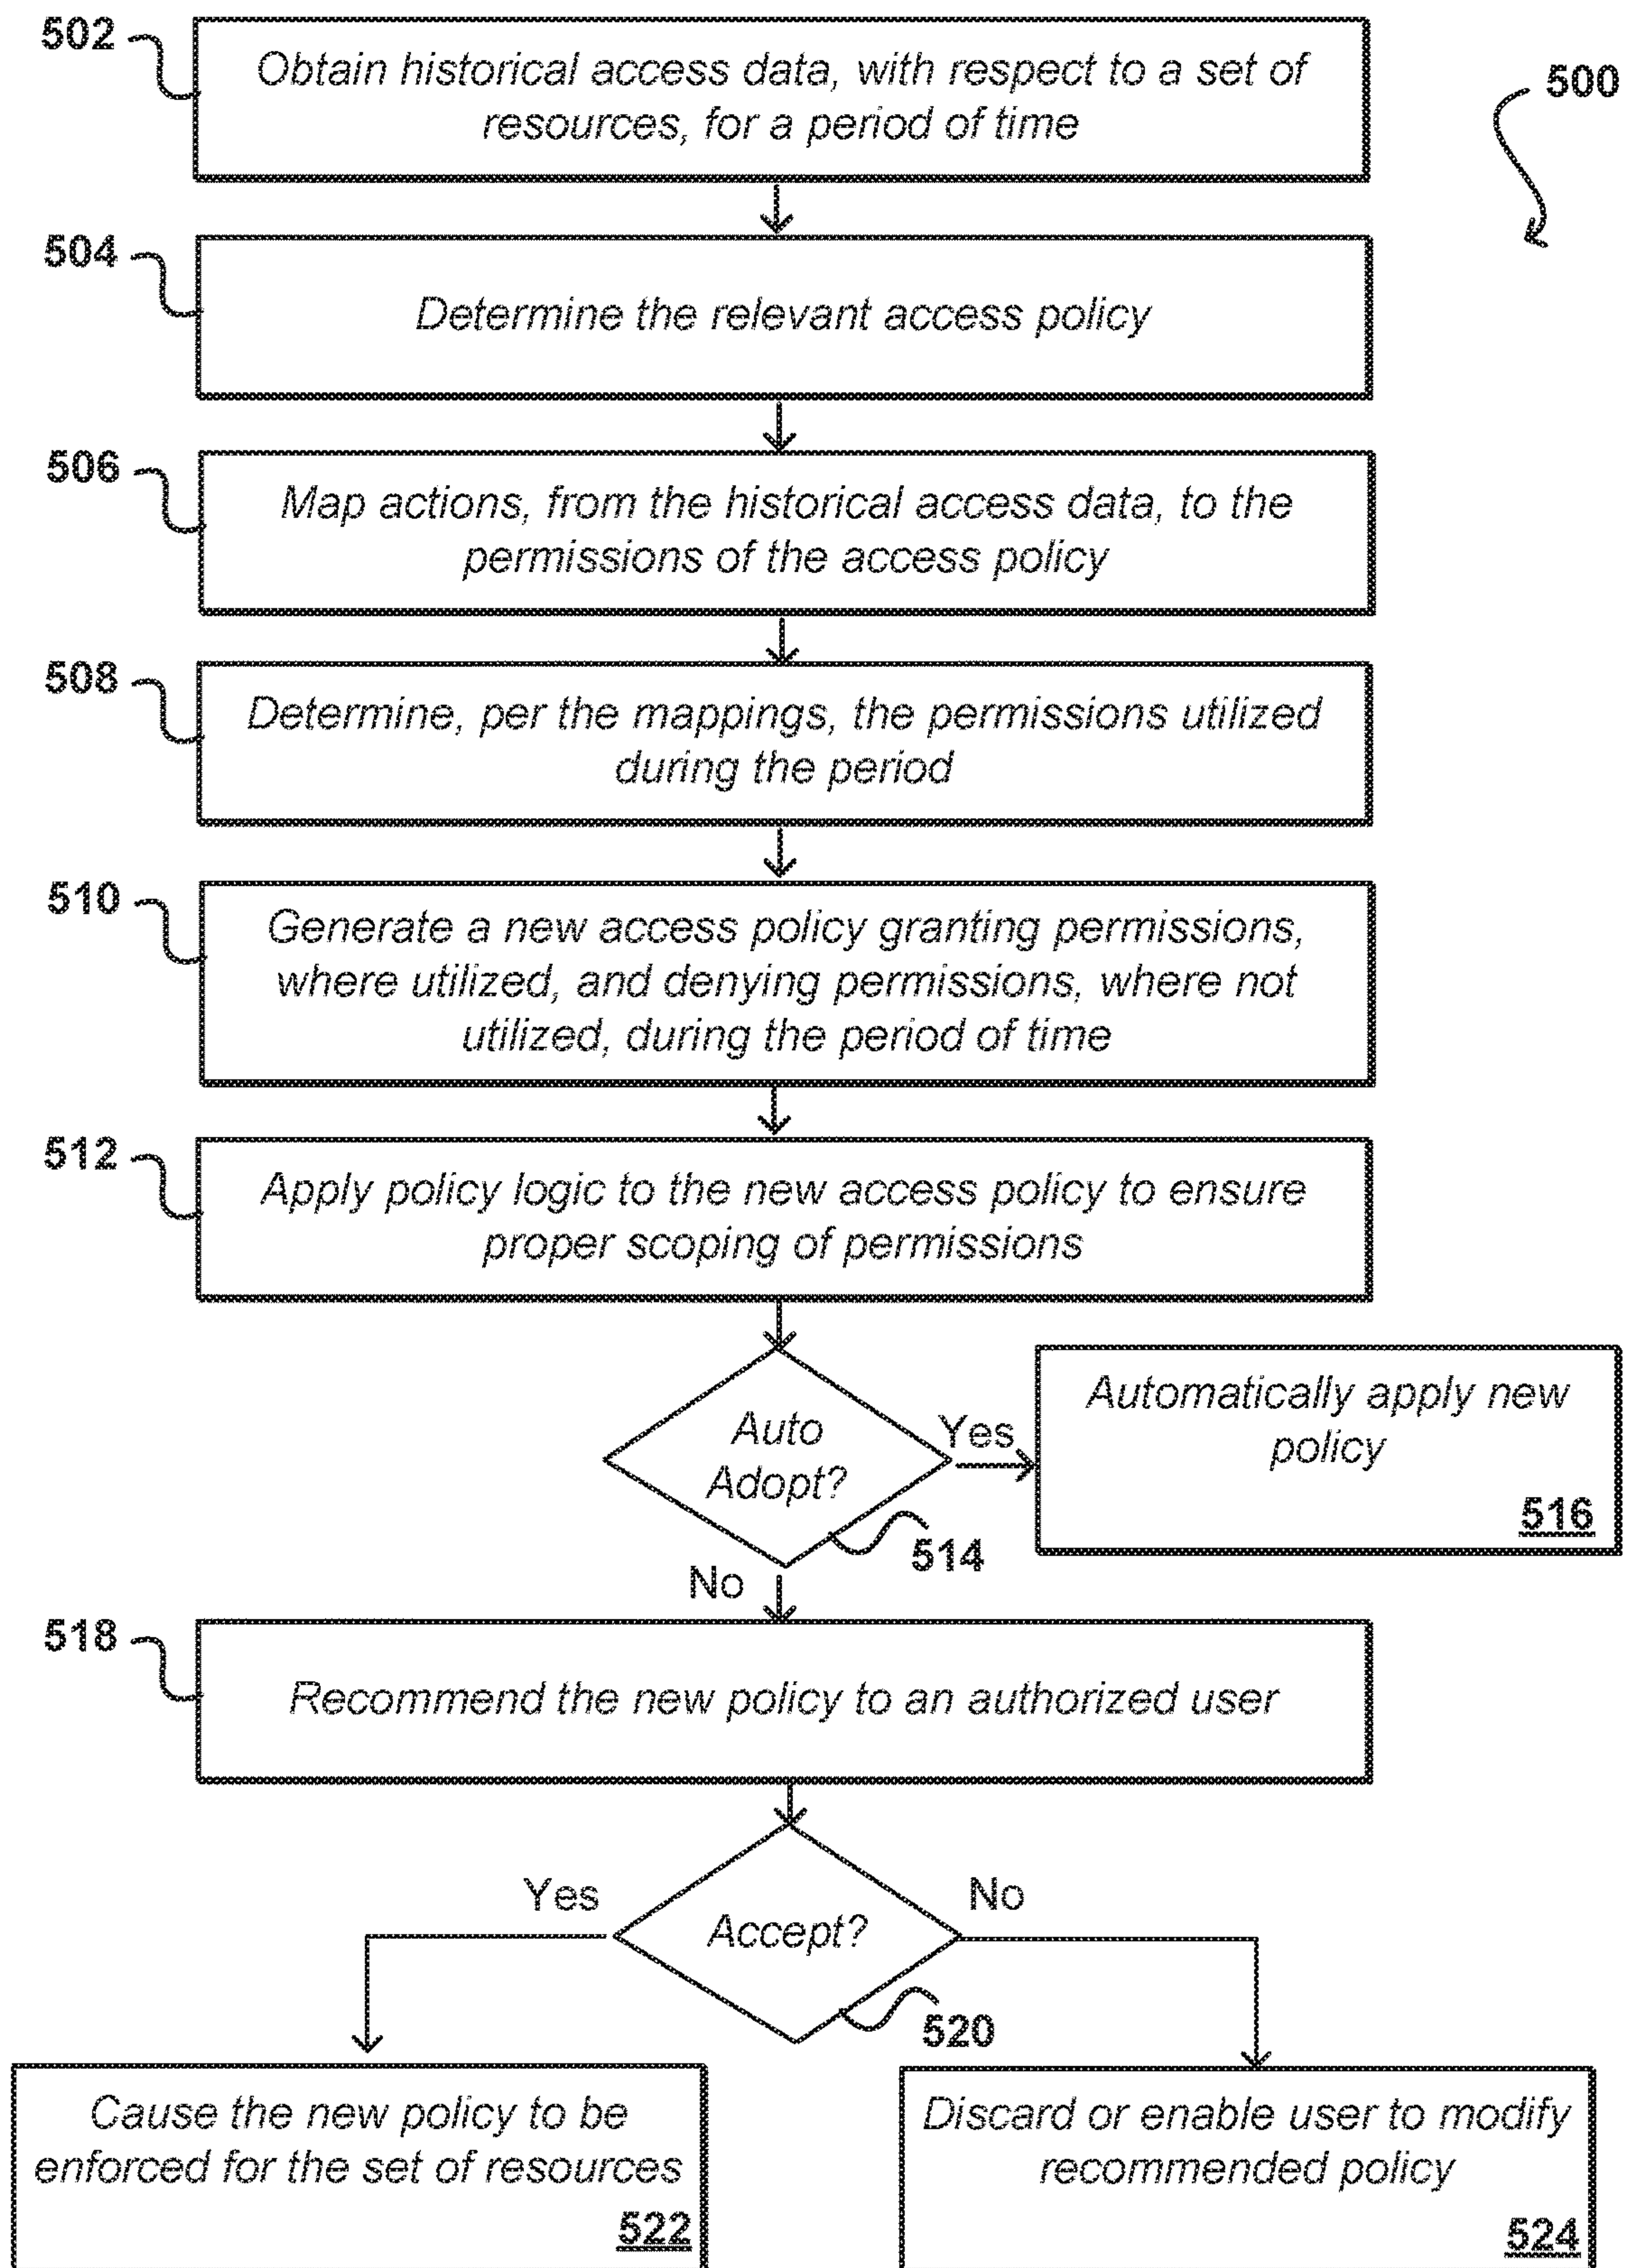 502
Obtain historical access data, with respect to a set of
resources, for a period of time
500
504
Determine the relevant access policy
506
Map actions, from the historical access data, to the
permissions of the access policy
508
Determine, per the mappings, the permissions utilized
during the period
510
Generate a new access policy granting permissions,
where utilized, and denying permissions, where not
utilized, during the period of time
512
Apply policy logic to the new access policy to ensure
proper scoping of permissions
Auto
Adopt?
514
Yes
Automatically apply new
policy
516
No
518
Recommend the new policy to an authorized user
Accept?
520
Yes
No
Cause the new policy to be
enforced for the set of resources
522
Discard or enable user to modify
recommended policy
524